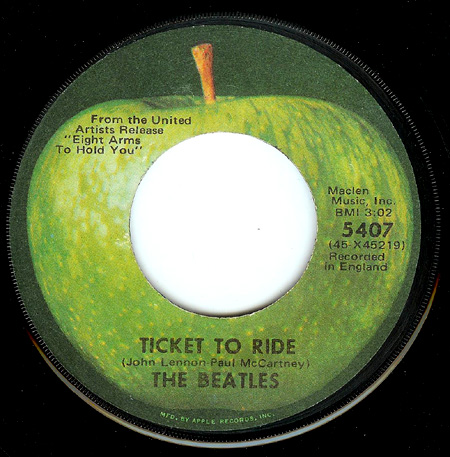 From the United
Artists Release
"Eight Arms
To Hold You"
Maclen
Music, Inc.
BMI 3:02
5407
(45-X45219)
Recorded
in England
TICKET TO RIDE
(John Lennon-Paul McCartney)
THE BEATLES
MFD. BY APPLE RECORDS, INC.